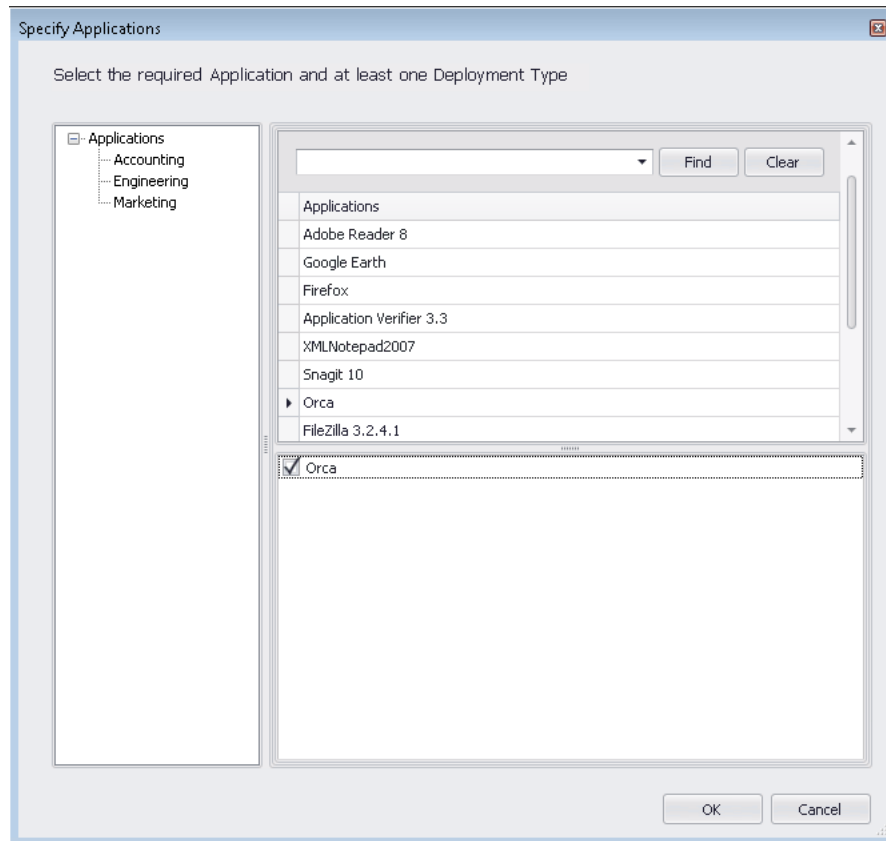 Specify Applications
Select the required Application and at least one Deployment Type
Applications
Accounting
Engineering
Marketing
Find
Clear
Applications
Adobe Reader 8
Google Earth
Firefox
Application Verifier 3.3
XMLNotepad2007
Snagit 10
Orca
FileZilla 3.2.4.1
Orca
OK
Cancel